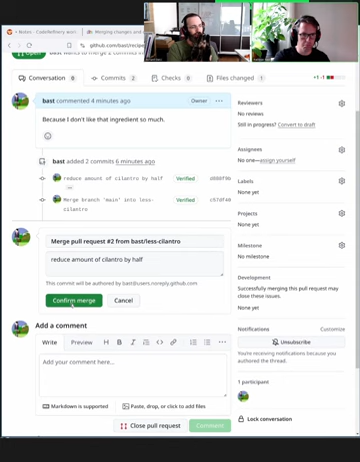 Notes - CodeRefinery work
Merging changes and
github.com/bast/recipe
Conversation 0
Commits 2
Checks 0
Files changed 1
+1 -1
bast commented 4 minutes ago
Owner
Because I don't like that ingredient so much.
bast added 2 commits 6 minutes ago
reduce amount of cilantro by half
Verified
Merge branch 'main' into less-cilantro
Verified
Merge pull request #2 from bast/less-cilantro
reduce amount of cilantro by half
This commit will be authored by bast@users.noreply.github.com
Confirm merge
Cancel
Add a comment
Write
Preview
H B I
Add your comment here...
Markdown is supported
Paste, drop, or click to add files
Close pull request
Comment
Reviewers
No reviews
Still in progress? Convert to draft
Assignees
No one—assign yourself
Labels
None yet
Projects
None yet
Milestone
No milestone
Development
Successfully merging this pull request may
close these issues.
None yet
Notifications
Customize
Unsubscribe
You're receiving notifications because you
authored the thread.
1 participant
Lock conversation